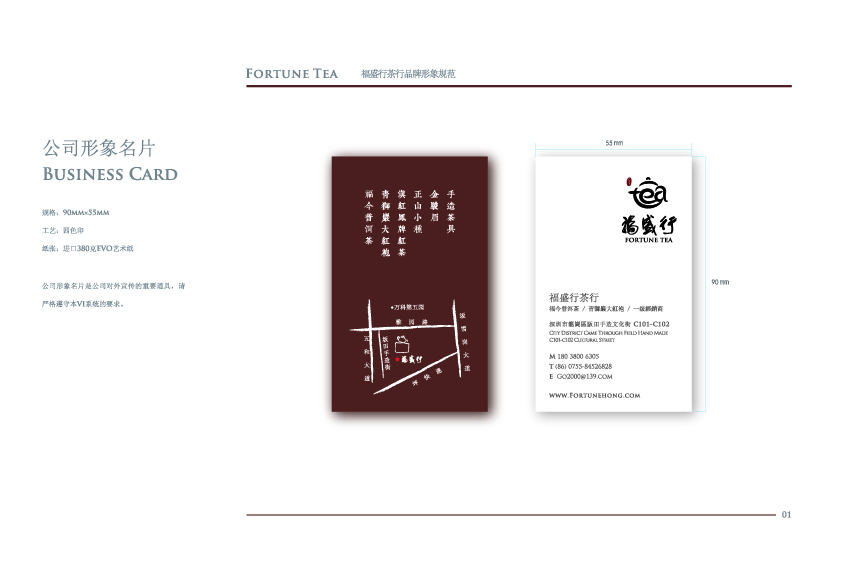 FORTUNE TEA 福盛行茶行品牌形象规范
公司形象名片
BUSINESS CARD
规格：90MM×55MM
工艺：四色印
纸张：进口380克EVO艺术纸
公司形象名片是公司对外宣传的重要道具，请
严格遵守本VI系统的要求。
手造茶具
金駿眉
正山小種
滇紅鳳牌紅茶
青獅巖大紅袍
福今普洱茶
万科第五园
雅园路
坂雪岗大道
五和大道
坂田手造街
福盛行
坪快速
55 mm
90 mm
tea
福盛行
FORTUNE TEA
福盛行茶行
福今普洱茶 / 青獅巖大紅袍 / 一级經銷商
深圳市龍崗區坂田手造文化街 C101-C102
CITY DISTRICT CAME THROUGH FIELD HAND MADE
C101-C102 CULTURAL STREET
M 180 3800 6305
T (86) 0755-84526828
E GO2000@139.COM
WWW.FORTUNEHONG.COM
01